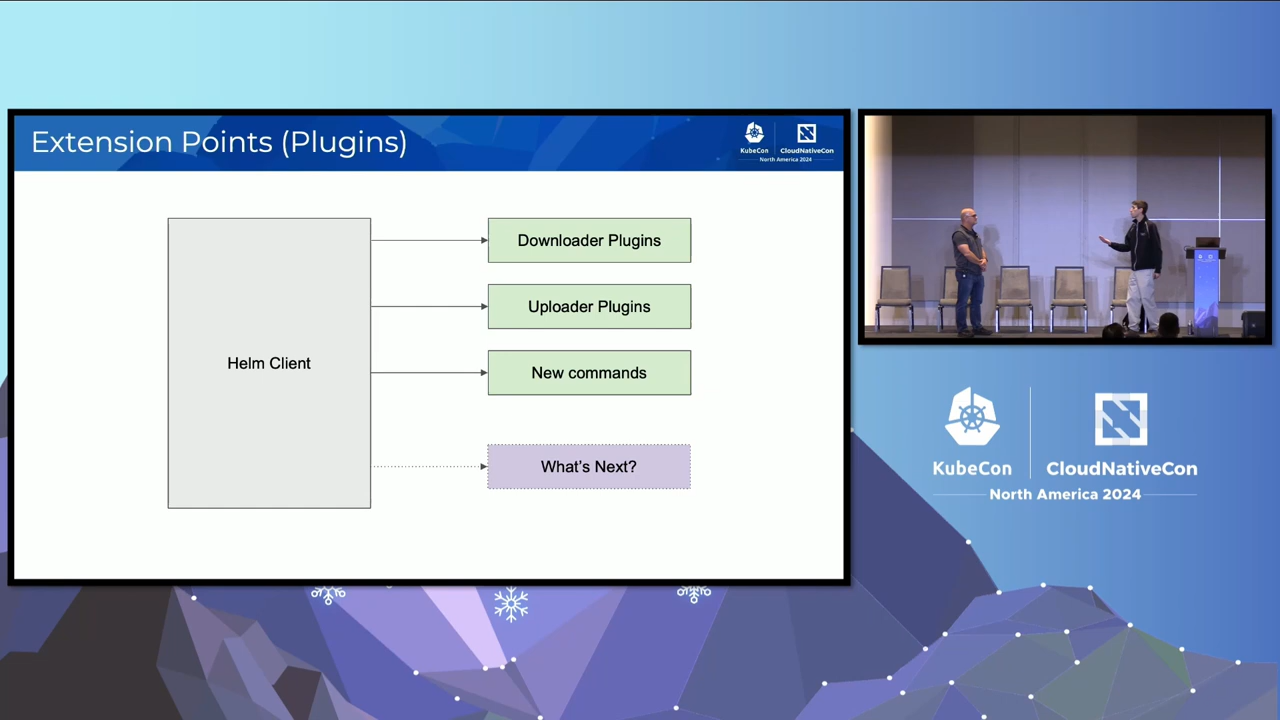 Extension Points (Plugins)
KubeCon
CloudNativeCon
North America 2024
Helm Client
Downloader Plugins
Uploader Plugins
New commands
What's Next?
KubeCon
CloudNativeCon
North America 2024